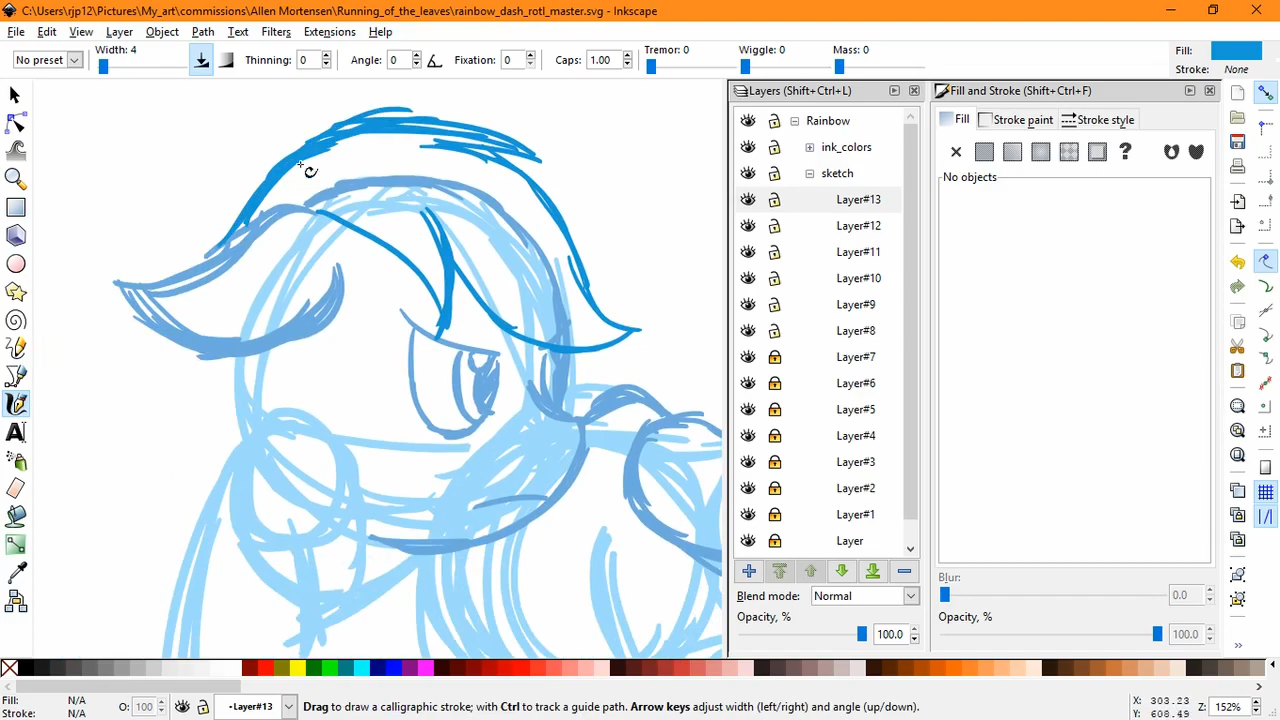 C:\Users\rjp12\Pictures\My_art\commissions\Allen Mortensen\Running_of_the_leaves\rainbow_dash_rotl_master.svg - Inkscape
File Edit View Layer Object Path Text Filters Extensions Help
No preset Width: 4 Thinning: 0 Angle: 0 Fixation: 0 Caps: 1.00 Tremor: 0 Wiggle: 0 Mass: 0 Fill:
Stroke: None
Layers (Shift+Ctrl+L) Fill and Stroke (Shift+Ctrl+F)
Rainbow Fill Stroke paint Stroke style
ink_colors
sketch No objects
Layer#13
Layer#12
Layer#11
Layer#10
Layer#9
Layer#8
Layer#7
Layer#6
Layer#5
Layer#4
Layer#3
Layer#2
Layer#1
Layer
Blur:
Blend mode: Normal 0.0
Opacity, % Opacity, %
100.0 100.0
Fill: N/A
Stroke: N/A
O: 100
•Layer#13 Drag to draw a calligraphic stroke; with Ctrl to track a guide path. Arrow keys adjust width (left/right) and angle (up/down).
X: 303.23
Y: 608.49
Z: 152%